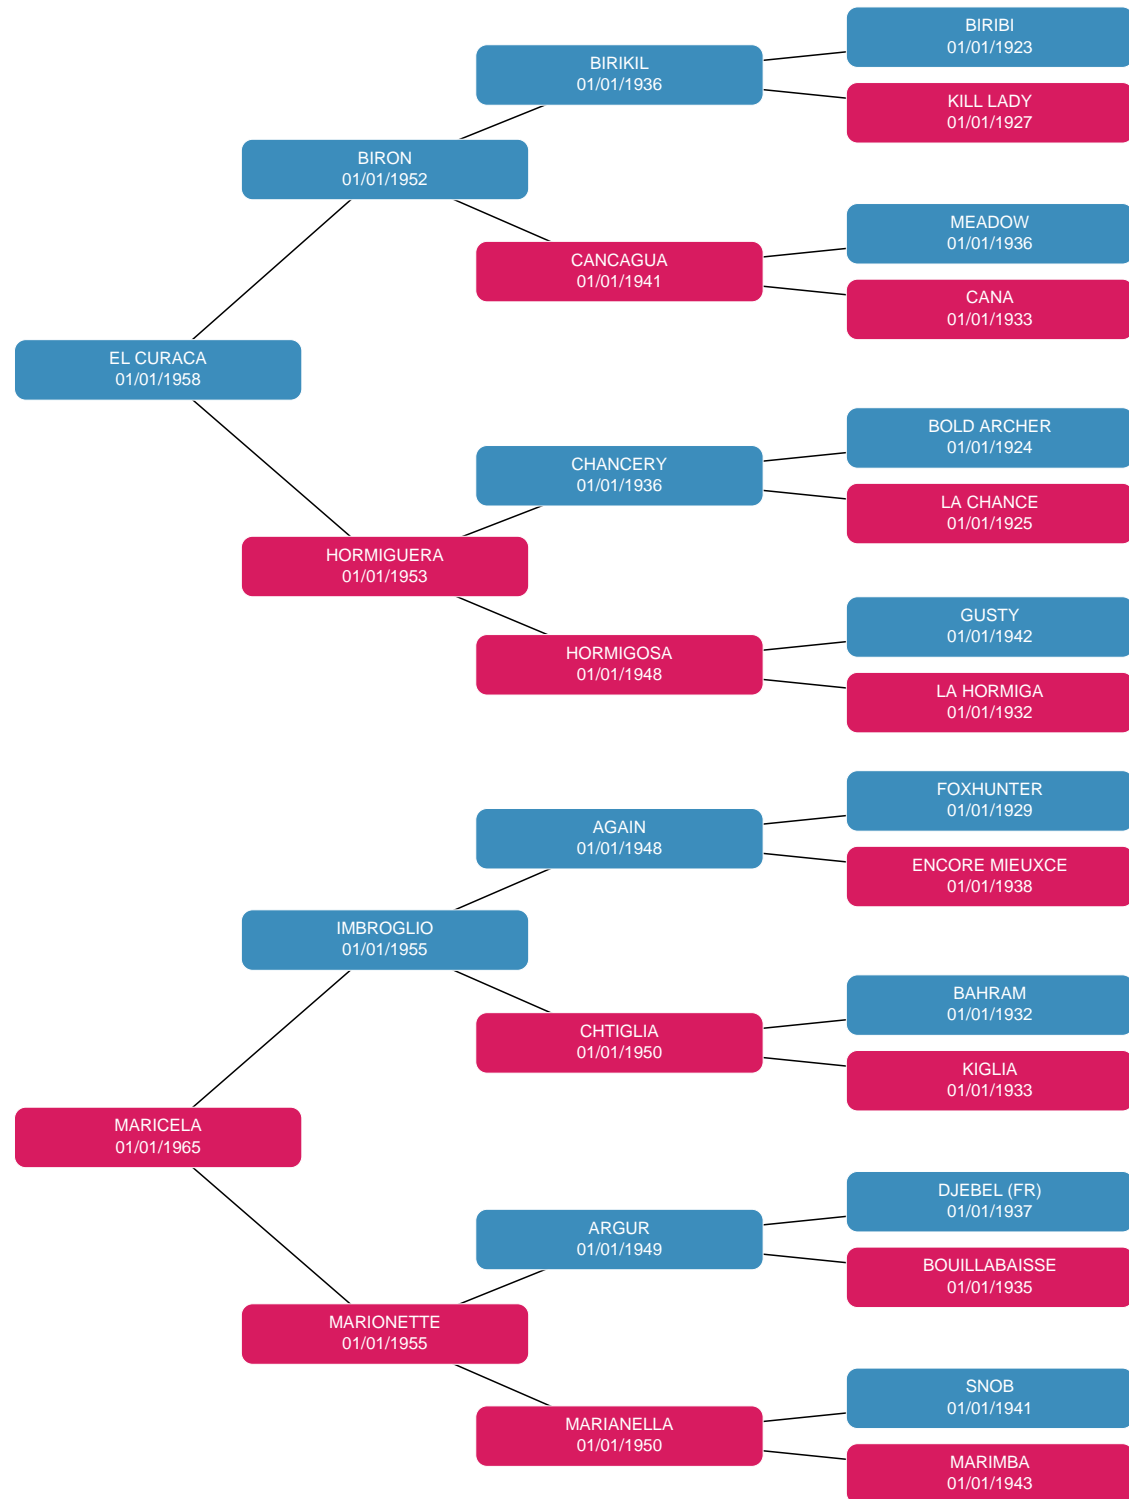 BIRIBI
01/01/1923
BIRIKIL
01/01/1936
KILL LADY
01/01/1927
BIRON
01/01/1952
MEADOW
01/01/1936
CANCAGUA
01/01/1941
CANA
01/01/1933
EL CURACA
01/01/1958
BOLD ARCHER
01/01/1924
CHANCERY
01/01/1936
LA CHANCE
01/01/1925
HORMIGUERA
01/01/1953
GUSTY
01/01/1942
HORMIGOSA
01/01/1948
LA HORMIGA
01/01/1932
FOXHUNTER
01/01/1929
AGAIN
01/01/1948
ENCORE MIEUXCE
01/01/1938
IMBROGLIO
01/01/1955
BAHRAM
01/01/1932
CHTIGLIA
01/01/1950
KIGLIA
01/01/1933
MARICELA
01/01/1965
DJEBEL (FR)
01/01/1937
ARGUR
01/01/1949
BOUILLABAISSE
01/01/1935
MARIONETTE
01/01/1955
SNOB
01/01/1941
MARIANELLA
01/01/1950
MARIMBA
01/01/1943